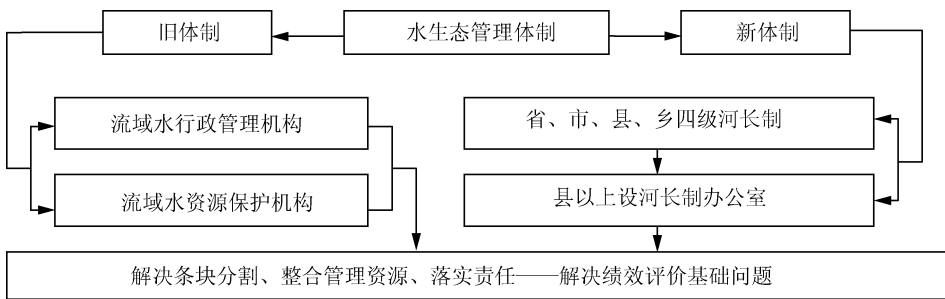 旧体制
水生态管理体制
新体制
流域水行政管理机构
省、市、县、乡四级河长制
流域水资源保护机构
县以上设河长制办公室
解决条块分割、整合管理资源、落实责任——解决绩效评价基础问题